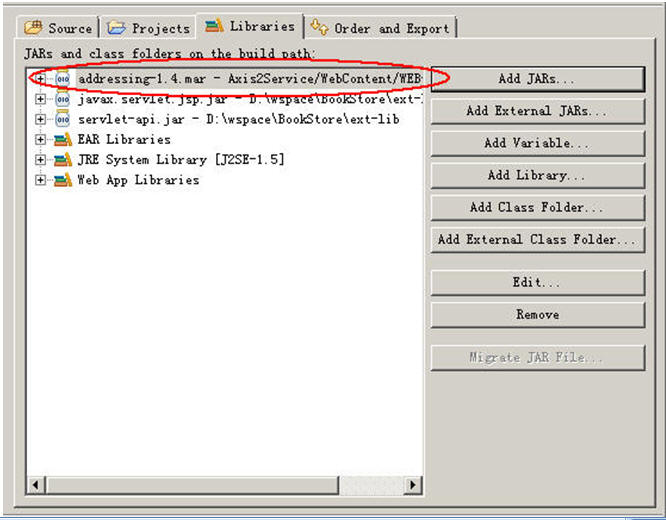 Source Projects Libraries Order and Export
JARs and class folders on the build path:
addressing-1.4.mar - Axis2Service/WebContent/WEB
javax.servlet.jsp.jar - D:\wspace\BookStore\ext-
servlet-api.jar - D:\wspace\BookStore\ext-lib
EAR Libraries
JRE System Library [J2SE-1.5]
Web App Libraries
Add JARs...
Add External JARs...
Add Variable...
Add Library...
Add Class Folder...
Add External Class Folder...
Edit...
Remove
Migrate JAR File...